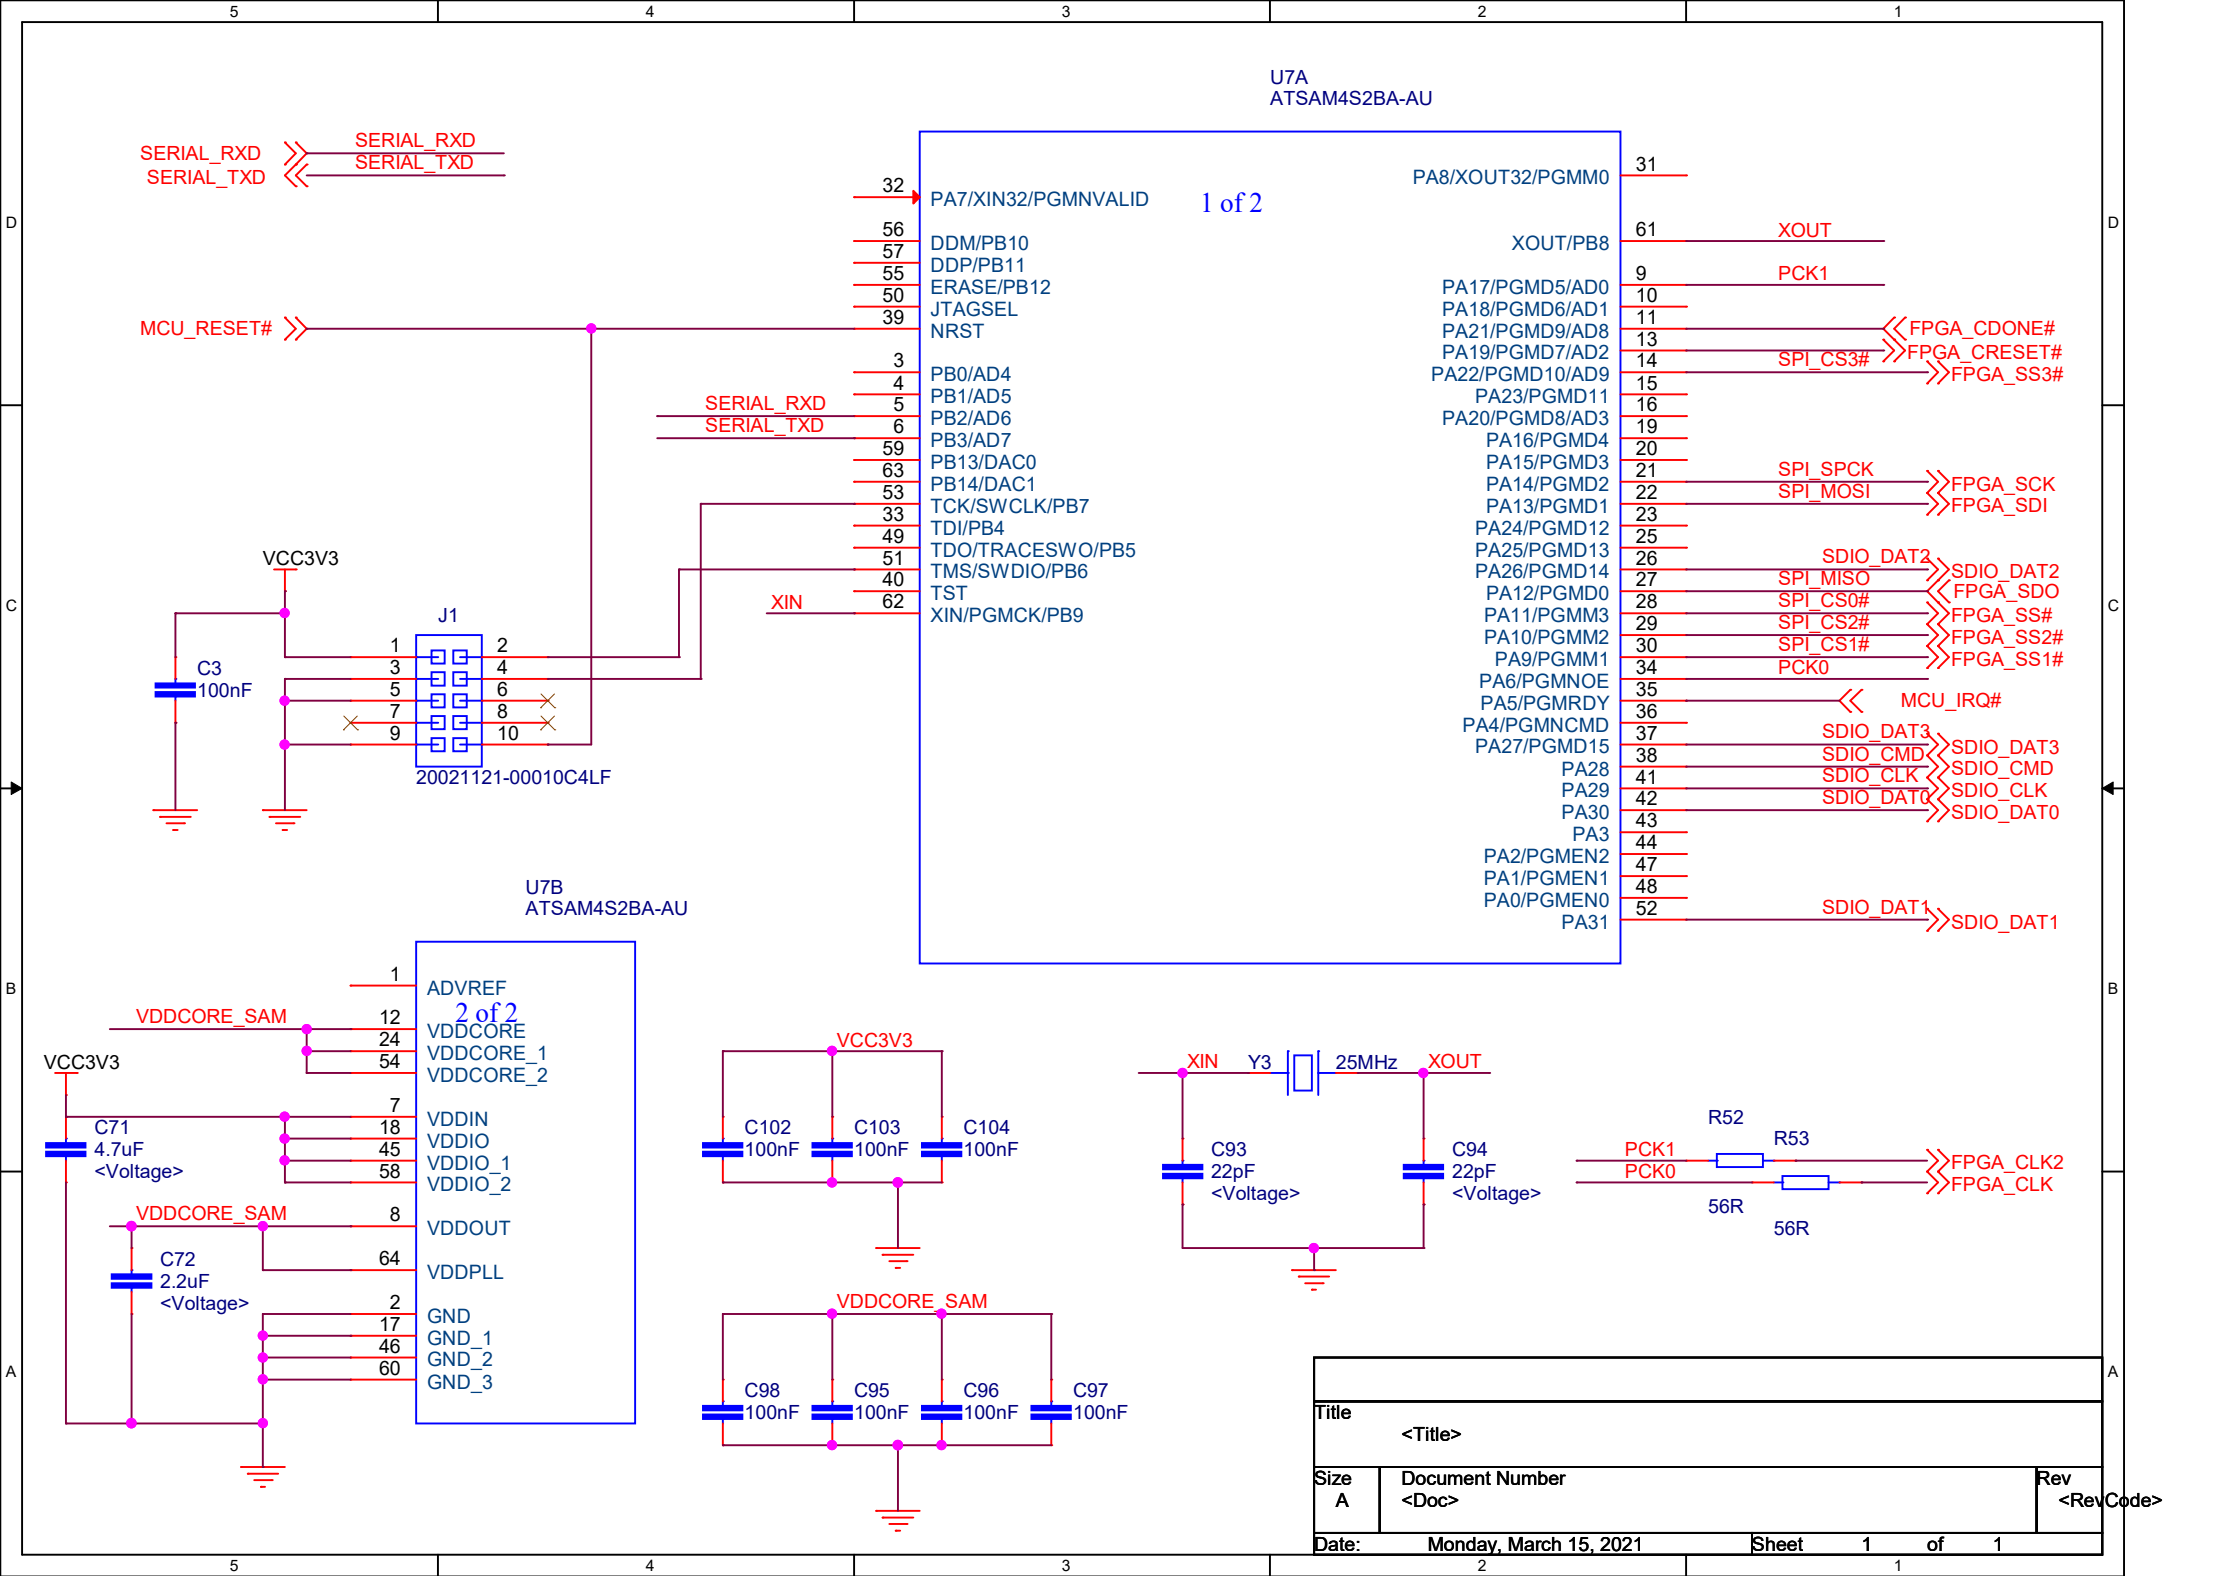 5 4 3 2 1
U7A
ATSAM4S2BA-AU
1 of 2
SERIAL_RXD SERIAL_RXD
SERIAL_TXD SERIAL_TXD
MCU_RESET#
32 PA7/XIN32/PGMNVALID
56 DDM/PB10
57 DDP/PB11
55 ERASE/PB12
50 JTAGSEL
39 NRST
3 PB0/AD4
4 PB1/AD5
SERIAL_RXD 5 PB2/AD6
SERIAL_TXD 6 PB3/AD7
59 PB13/DAC0
63 PB14/DAC1
53 TCK/SWCLK/PB7
33 TDI/PB4
49 TDO/TRACESWO/PB5
51 TMS/SWDIO/PB6
40 TST
XIN 62 XIN/PGMCK/PB9
PA8/XOUT32/PGMM0 31
XOUT/PB8 61 XOUT
PA17/PGMD5/AD0 9 PCK1
PA18/PGMD6/AD1 10
PA21/PGMD9/AD8 11 FPGA_CDONE#
PA19/PGMD7/AD2 13 FPGA_CRESET#
PA22/PGMD10/AD9 14 SPI_CS3# FPGA_SS3#
PA23/PGMD11 15
PA20/PGMD8/AD3 16
PA16/PGMD4 19
PA15/PGMD3 20
PA14/PGMD2 21 SPI_SPCK FPGA_SCK
PA13/PGMD1 22 SPI_MOSI FPGA_SDI
PA24/PGMD12 23
PA25/PGMD13 25
PA26/PGMD14 26 SDIO_DAT2 SDIO_DAT2
PA12/PGMD0 27 SPI_MISO FPGA_SDO
PA11/PGMM3 28 SPI_CS0# FPGA_SS#
PA10/PGMM2 29 SPI_CS2# FPGA_SS2#
PA9/PGMM1 30 SPI_CS1# FPGA_SS1#
PA6/PGMNOE 34 PCK0
PA5/PGMRDY 35 MCU_IRQ#
PA4/PGMNCMD 36
PA27/PGMD15 37 SDIO_DAT3 SDIO_DAT3
PA28 38 SDIO_CMD SDIO_CMD
PA29 41 SDIO_CLK SDIO_CLK
PA30 42 SDIO_DAT0 SDIO_DAT0
PA3 43
PA2/PGMEN2 44
PA1/PGMEN1 47
PA0/PGMEN0 48
PA31 52 SDIO_DAT1 SDIO_DAT1
VCC3V3
C3
100nF
J1
1 2
3 4
5 6
7 8
9 10
20021121-00010C4LF
U7B
ATSAM4S2BA-AU
2 of 2
1 ADVREF
VDDCORE_SAM 12 VDDCORE
24 VDDCORE_1
54 VDDCORE_2
VCC3V3
7 VDDIN
18 VDDIO
45 VDDIO_1
58 VDDIO_2
C71
4.7uF
<Voltage>
VDDCORE_SAM 8 VDDOUT
64 VDDPLL
C72
2.2uF
<Voltage>
2 GND
17 GND_1
46 GND_2
60 GND_3
VCC3V3
C102 C103 C104
100nF 100nF 100nF
VDDCORE_SAM
C98 C95 C96 C97
100nF 100nF 100nF 100nF
XIN Y3 25MHz XOUT
C93 C94
22pF 22pF
<Voltage> <Voltage>
R52
R53
PCK1 FPGA_CLK2
PCK0 FPGA_CLK
56R
56R
Title
<Title>
Size Document Number Rev
A <Doc> <RevCode>
Date: Monday, March 15, 2021 Sheet 1 of 1
D D
C C
B B
A A
5 4 3 2 1